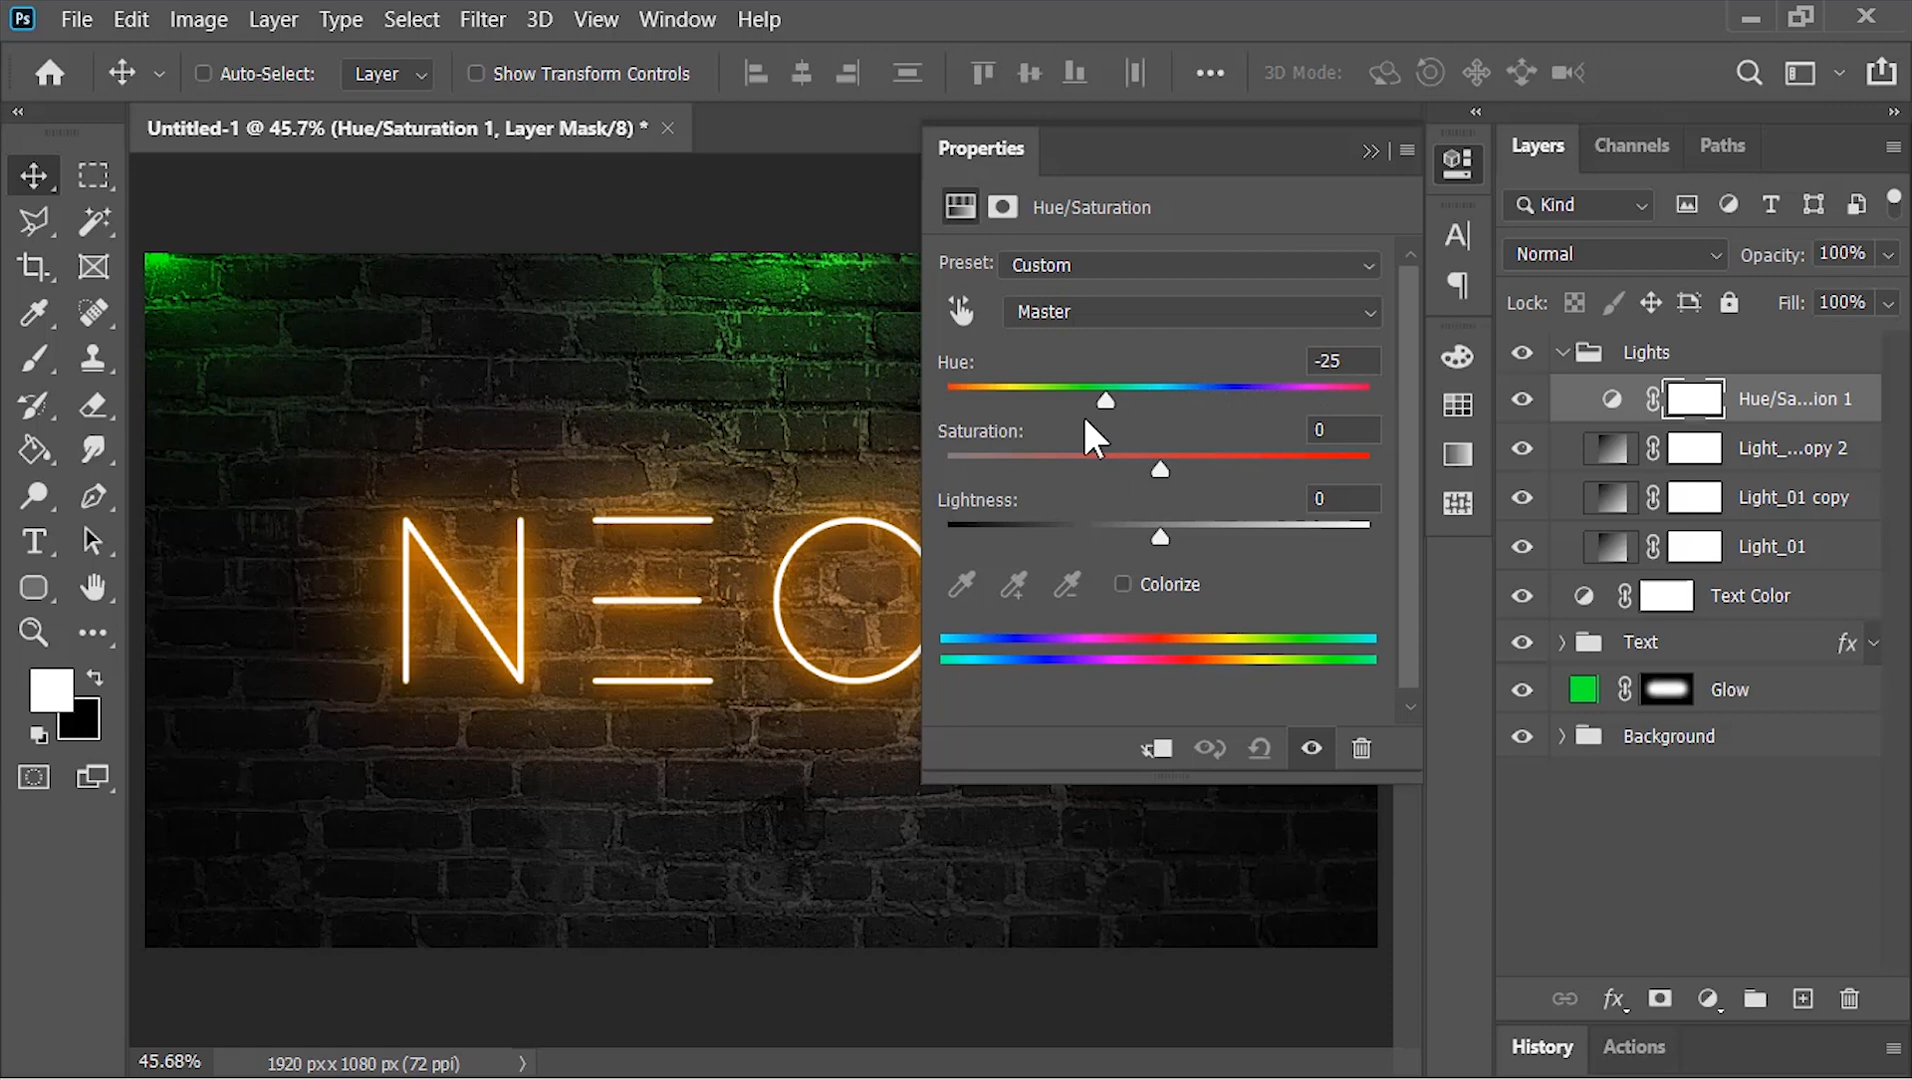 Ps File Edit Image Layer Type Select Filter 3D View Window Help
Auto-Select: Layer Show Transform Controls 3D Mode:
Untitled-1 @ 45.7% (Hue/Saturation 1, Layer Mask/8) *
Properties
Hue/Saturation
Preset: Custom
Master
Hue: -25
Saturation: 0
Lightness: 0
Colorize
NEO
Layers Channels Paths
Kind
Normal Opacity: 100%
Lock: Fill: 100%
Lights
Hue/Sa...ion 1
Light_...opy 2
Light_01 copy
Light_01
Text Color
Text fx
Glow
Background
fx
History Actions
45.68% 1920 px x 1080 px (72 ppi)